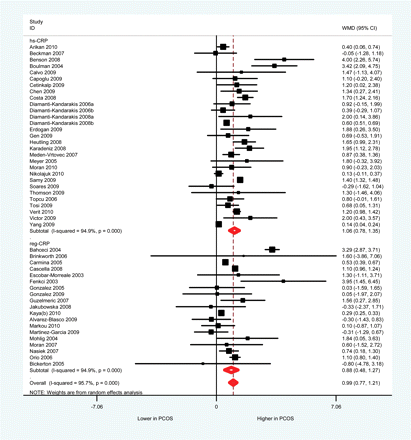 Study
ID WMD (95% CI)
hs-CRP
Arikan 2010 0.40 (0.06, 0.74)
Beckman 2007 -0.05 (-1.28, 1.18)
Benson 2008 4.00 (2.26, 5.74)
Boulman 2004 3.42 (2.09, 4.75)
Calvo 2009 1.47 (-1.13, 4.07)
Capoglu 2009 1.10 (-0.20, 2.40)
Cetinkalp 2009 1.20 (0.02, 2.38)
Chen 2009 1.34 (0.27, 2.41)
Costa 2008 1.70 (1.24, 2.16)
Diamanti-Kandarakis 2006a 0.92 (-0.15, 1.99)
Diamanti-Kandarakis 2006b 0.39 (-0.29, 1.07)
Diamanti-Kandarakis 2008a 2.00 (0.14, 3.86)
Diamanti-Kandarakis 2008b 0.60 (0.51, 0.69)
Erdogan 2009 1.88 (0.26, 3.50)
Gen 2009 0.69 (-0.53, 1.91)
Heutling 2008 1.65 (0.99, 2.31)
Karadeniz 2008 1.95 (1.12, 2.78)
Meden-Vrtovec 2007 0.87 (0.38, 1.36)
Meyer 2005 1.80 (-0.32, 3.92)
Moran 2010 0.90 (-0.23, 2.03)
Nikolajuk 2010 0.13 (-0.11, 0.37)
Samy 2009 1.40 (1.32, 1.48)
Soares 2009 -0.29 (-1.62, 1.04)
Thomson 2009 1.30 (-1.46, 4.06)
Topcu 2006 0.80 (-0.01, 1.61)
Tosi 2009 0.68 (0.05, 1.31)
Verit 2010 1.20 (0.98, 1.42)
Victor 2009 2.00 (0.43, 3.57)
Yang 2009 0.14 (0.04, 0.24)
Subtotal (I-squared = 94.9%, p = 0.000) 1.06 (0.78, 1.35)
reg-CRP
Bahceci 2004 3.29 (2.87, 3.71)
Brinkworth 2006 1.60 (-3.86, 7.06)
Carmina 2005 0.53 (0.39, 0.67)
Cascella 2008 1.10 (0.96, 1.24)
Escobar-Morreale 2003 1.30 (-1.11, 3.71)
Fenkci 2003 3.95 (1.45, 6.45)
Gonzalez 2005 0.03 (-1.59, 1.65)
Gonzalez 2009 0.05 (-1.97, 2.07)
Guzelmeric 2007 1.56 (0.27, 2.85)
Jakubowska 2008 -0.33 (-2.37, 1.71)
Kaya(b) 2010 0.29 (0.25, 0.33)
Alvarez-Blasco 2009 -0.30 (-1.43, 0.83)
Markou 2010 0.10 (-0.87, 1.07)
Martinez-Garcia 2009 -0.31 (-1.29, 0.67)
Mohlig 2004 1.84 (0.05, 3.63)
Moran 2007 0.60 (-1.52, 2.72)
Nasiek 2007 0.74 (0.18, 1.30)
Orio 2008 1.10 (0.80, 1.40)
Bickerton 2005 -0.80 (-4.78, 3.18)
Subtotal (I-squared = 94.9%, p = 0.000) 0.88 (0.48, 1.27)
Overall (I-squared = 95.7%, p = 0.000) 0.99 (0.77, 1.21)
NOTE: Weights are from random effects analysis
-7.06 0 7.06
Lower in PCOS Higher in PCOS